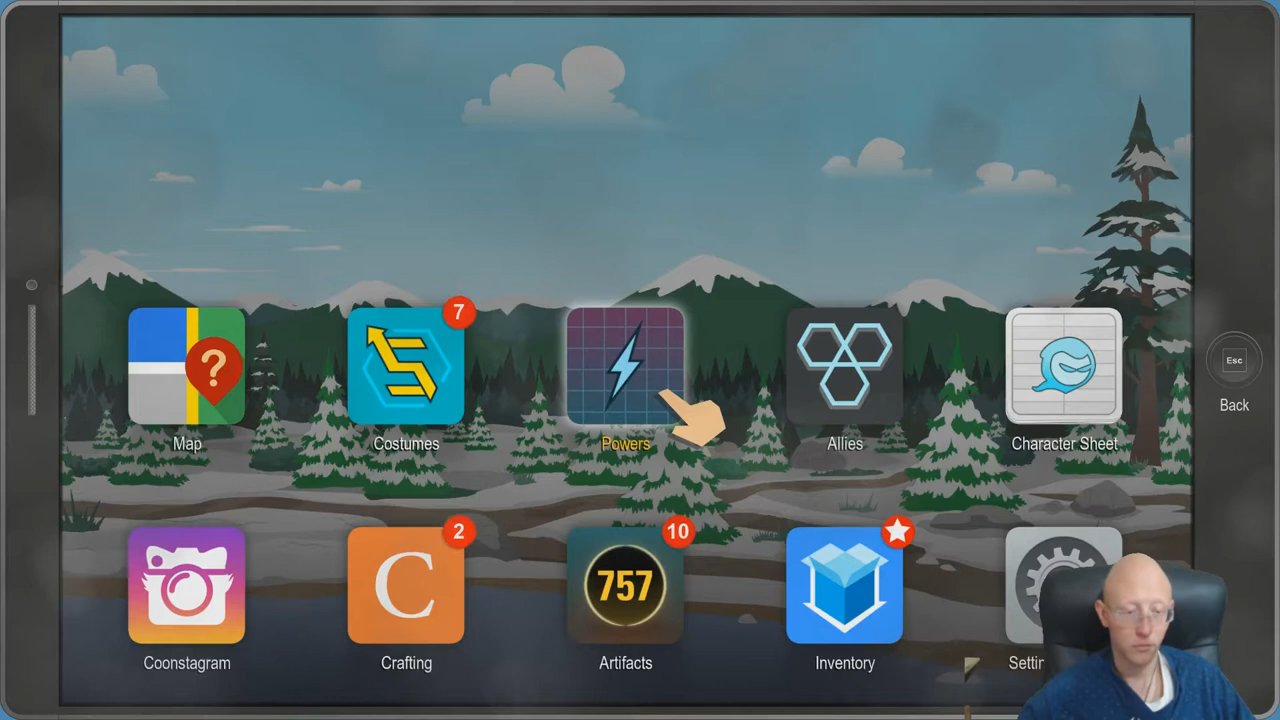 7
?
Map
Costumes
Powers
Allies
Character Sheet
Esc
Back
2
10
C
757
Coonstagram
Crafting
Artifacts
Inventory